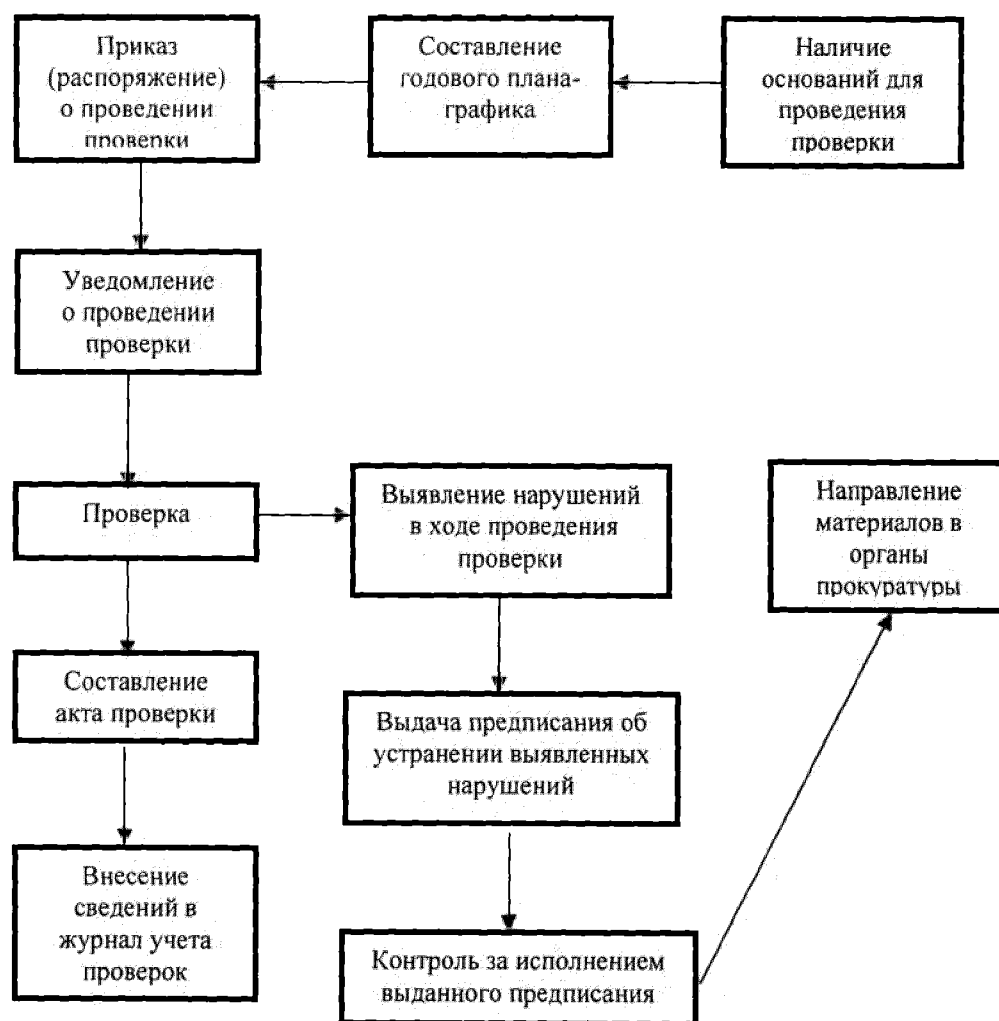 Приказ
(распоряжение)
о проведении
проверки
Составление
годового плана-
графика
Наличие
оснований для
проведения
проверки
Уведомление
о проведении
проверки
Проверка
Выявление нарушений
в ходе проведения
проверки
Направление
материалов в
органы
прокуратуры
Составление
акта проверки
Выдача предписания об
устранении выявленных
нарушений
Внесение
сведений в
журнал учета
проверок
Контроль за исполнением
выданного предписания